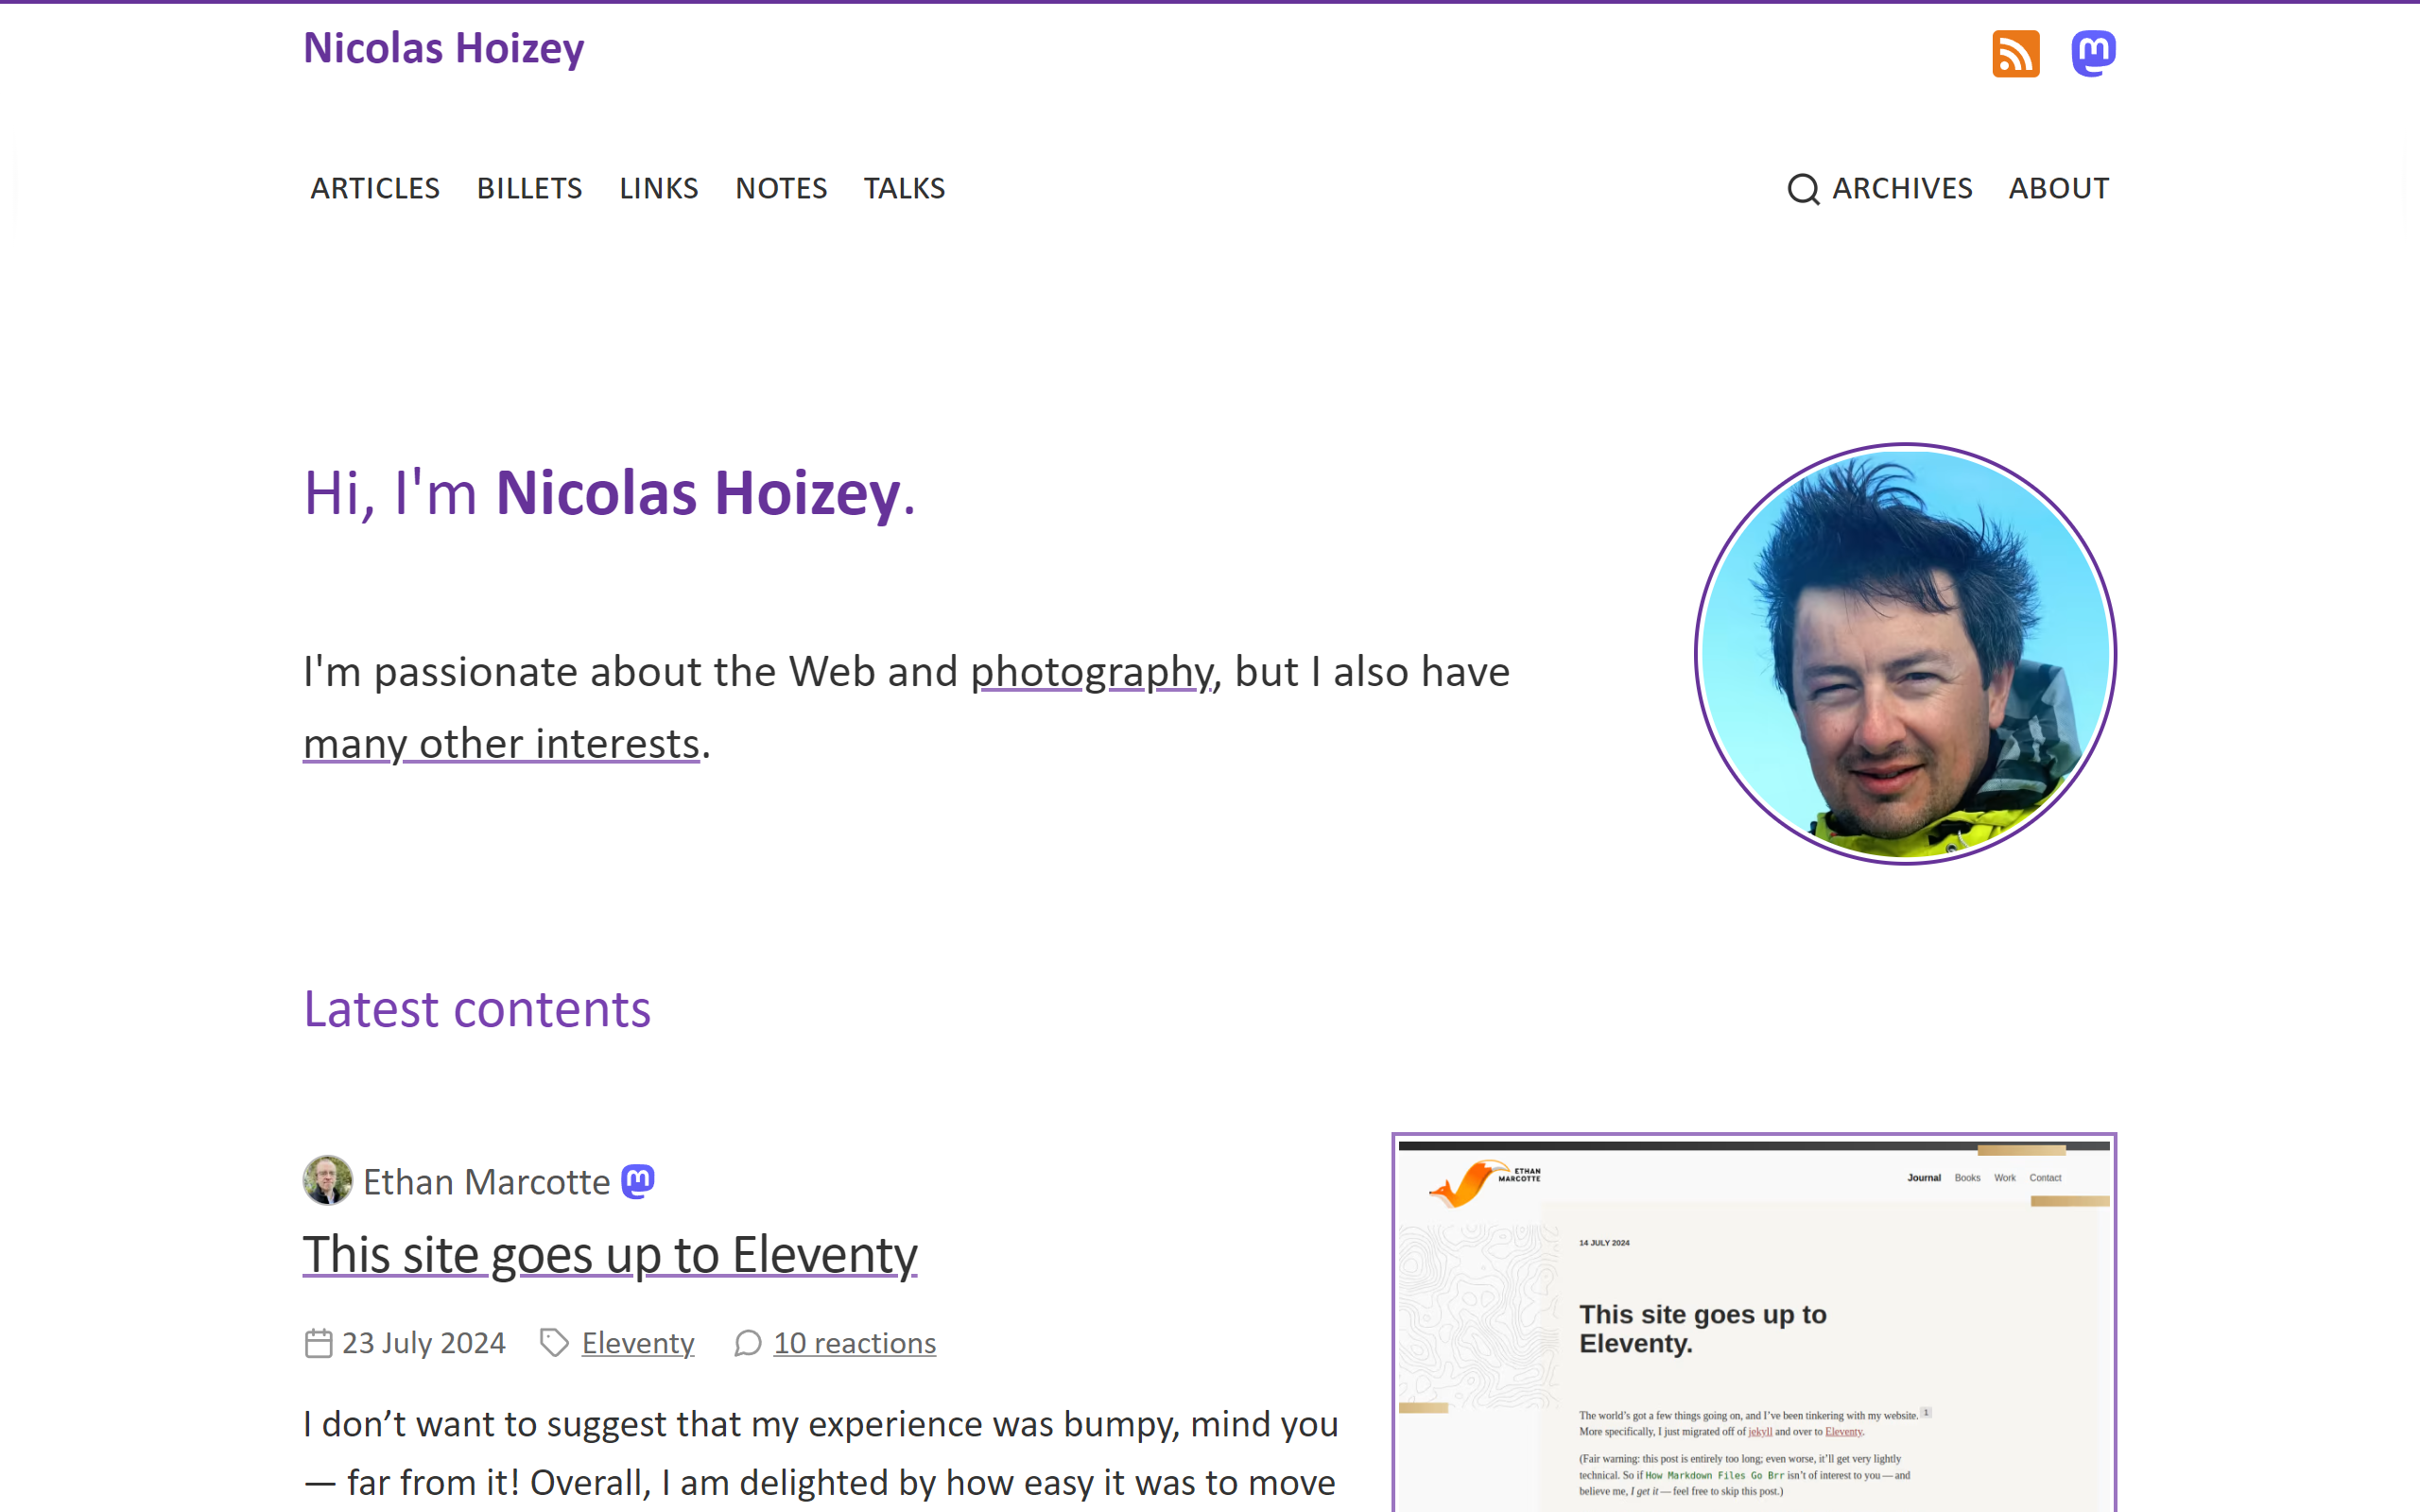 Nicolas Hoizey
ARTICLES BILLETS LINKS NOTES TALKS
ARCHIVES ABOUT
Hi, I'm Nicolas Hoizey.
I'm passionate about the Web and photography, but I also have
many other interests.
Latest contents
Ethan Marcotte
This site goes up to Eleventy
23 July 2024 Eleventy 10 reactions
I don’t want to suggest that my experience was bumpy, mind you
— far from it! Overall, I am delighted by how easy it was to move
ETHAN
MARCOTTE
Journal Books Work Contact
14 JULY 2024
This site goes up to
Eleventy.
The world’s got a few things going on, and I’ve been tinkering with my website. 1
More specifically, I just migrated off of jekyll and over to Eleventy.
(Fair warning: this post is entirely too long; even worse, it’ll get very lightly
technical. So if How Markdown Files Go Brr isn’t of interest to you — and
believe me, I get it — feel free to skip this post.)